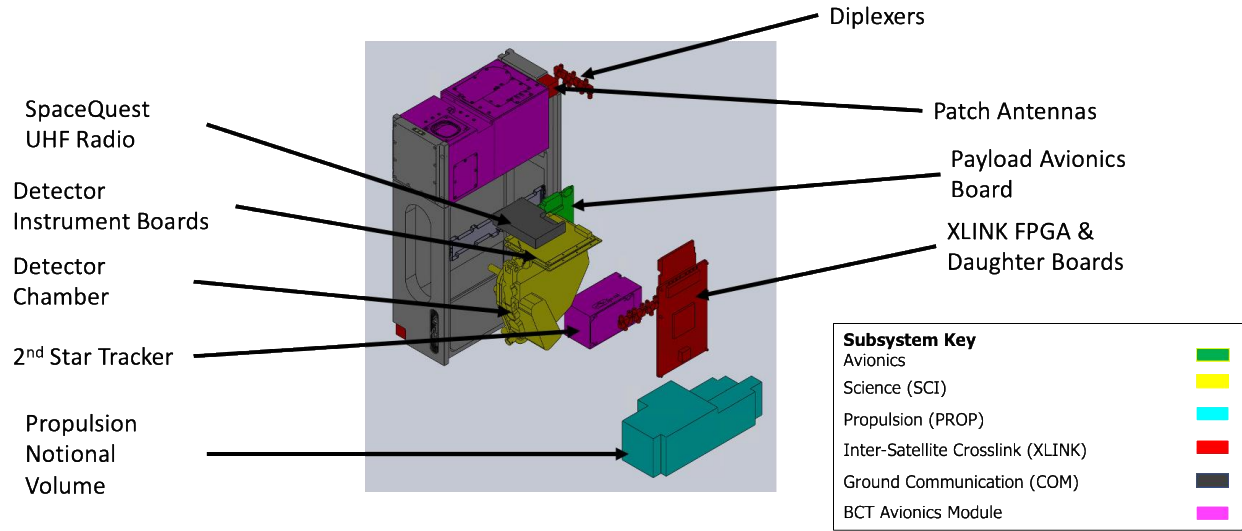 Diplexers
SpaceQuest
UHF Radio
Patch Antennas
Payload Avionics
Board
Detector
Instrument Boards
XLINK FPGA &
Daughter Boards
Detector
Chamber
2nd Star Tracker
Propulsion
Notional
Volume
Subsystem Key
Avionics
Science (SCI)
Propulsion (PROP)
Inter-Satellite Crosslink (XLINK)
Ground Communication (COM)
BCT Avionics Module